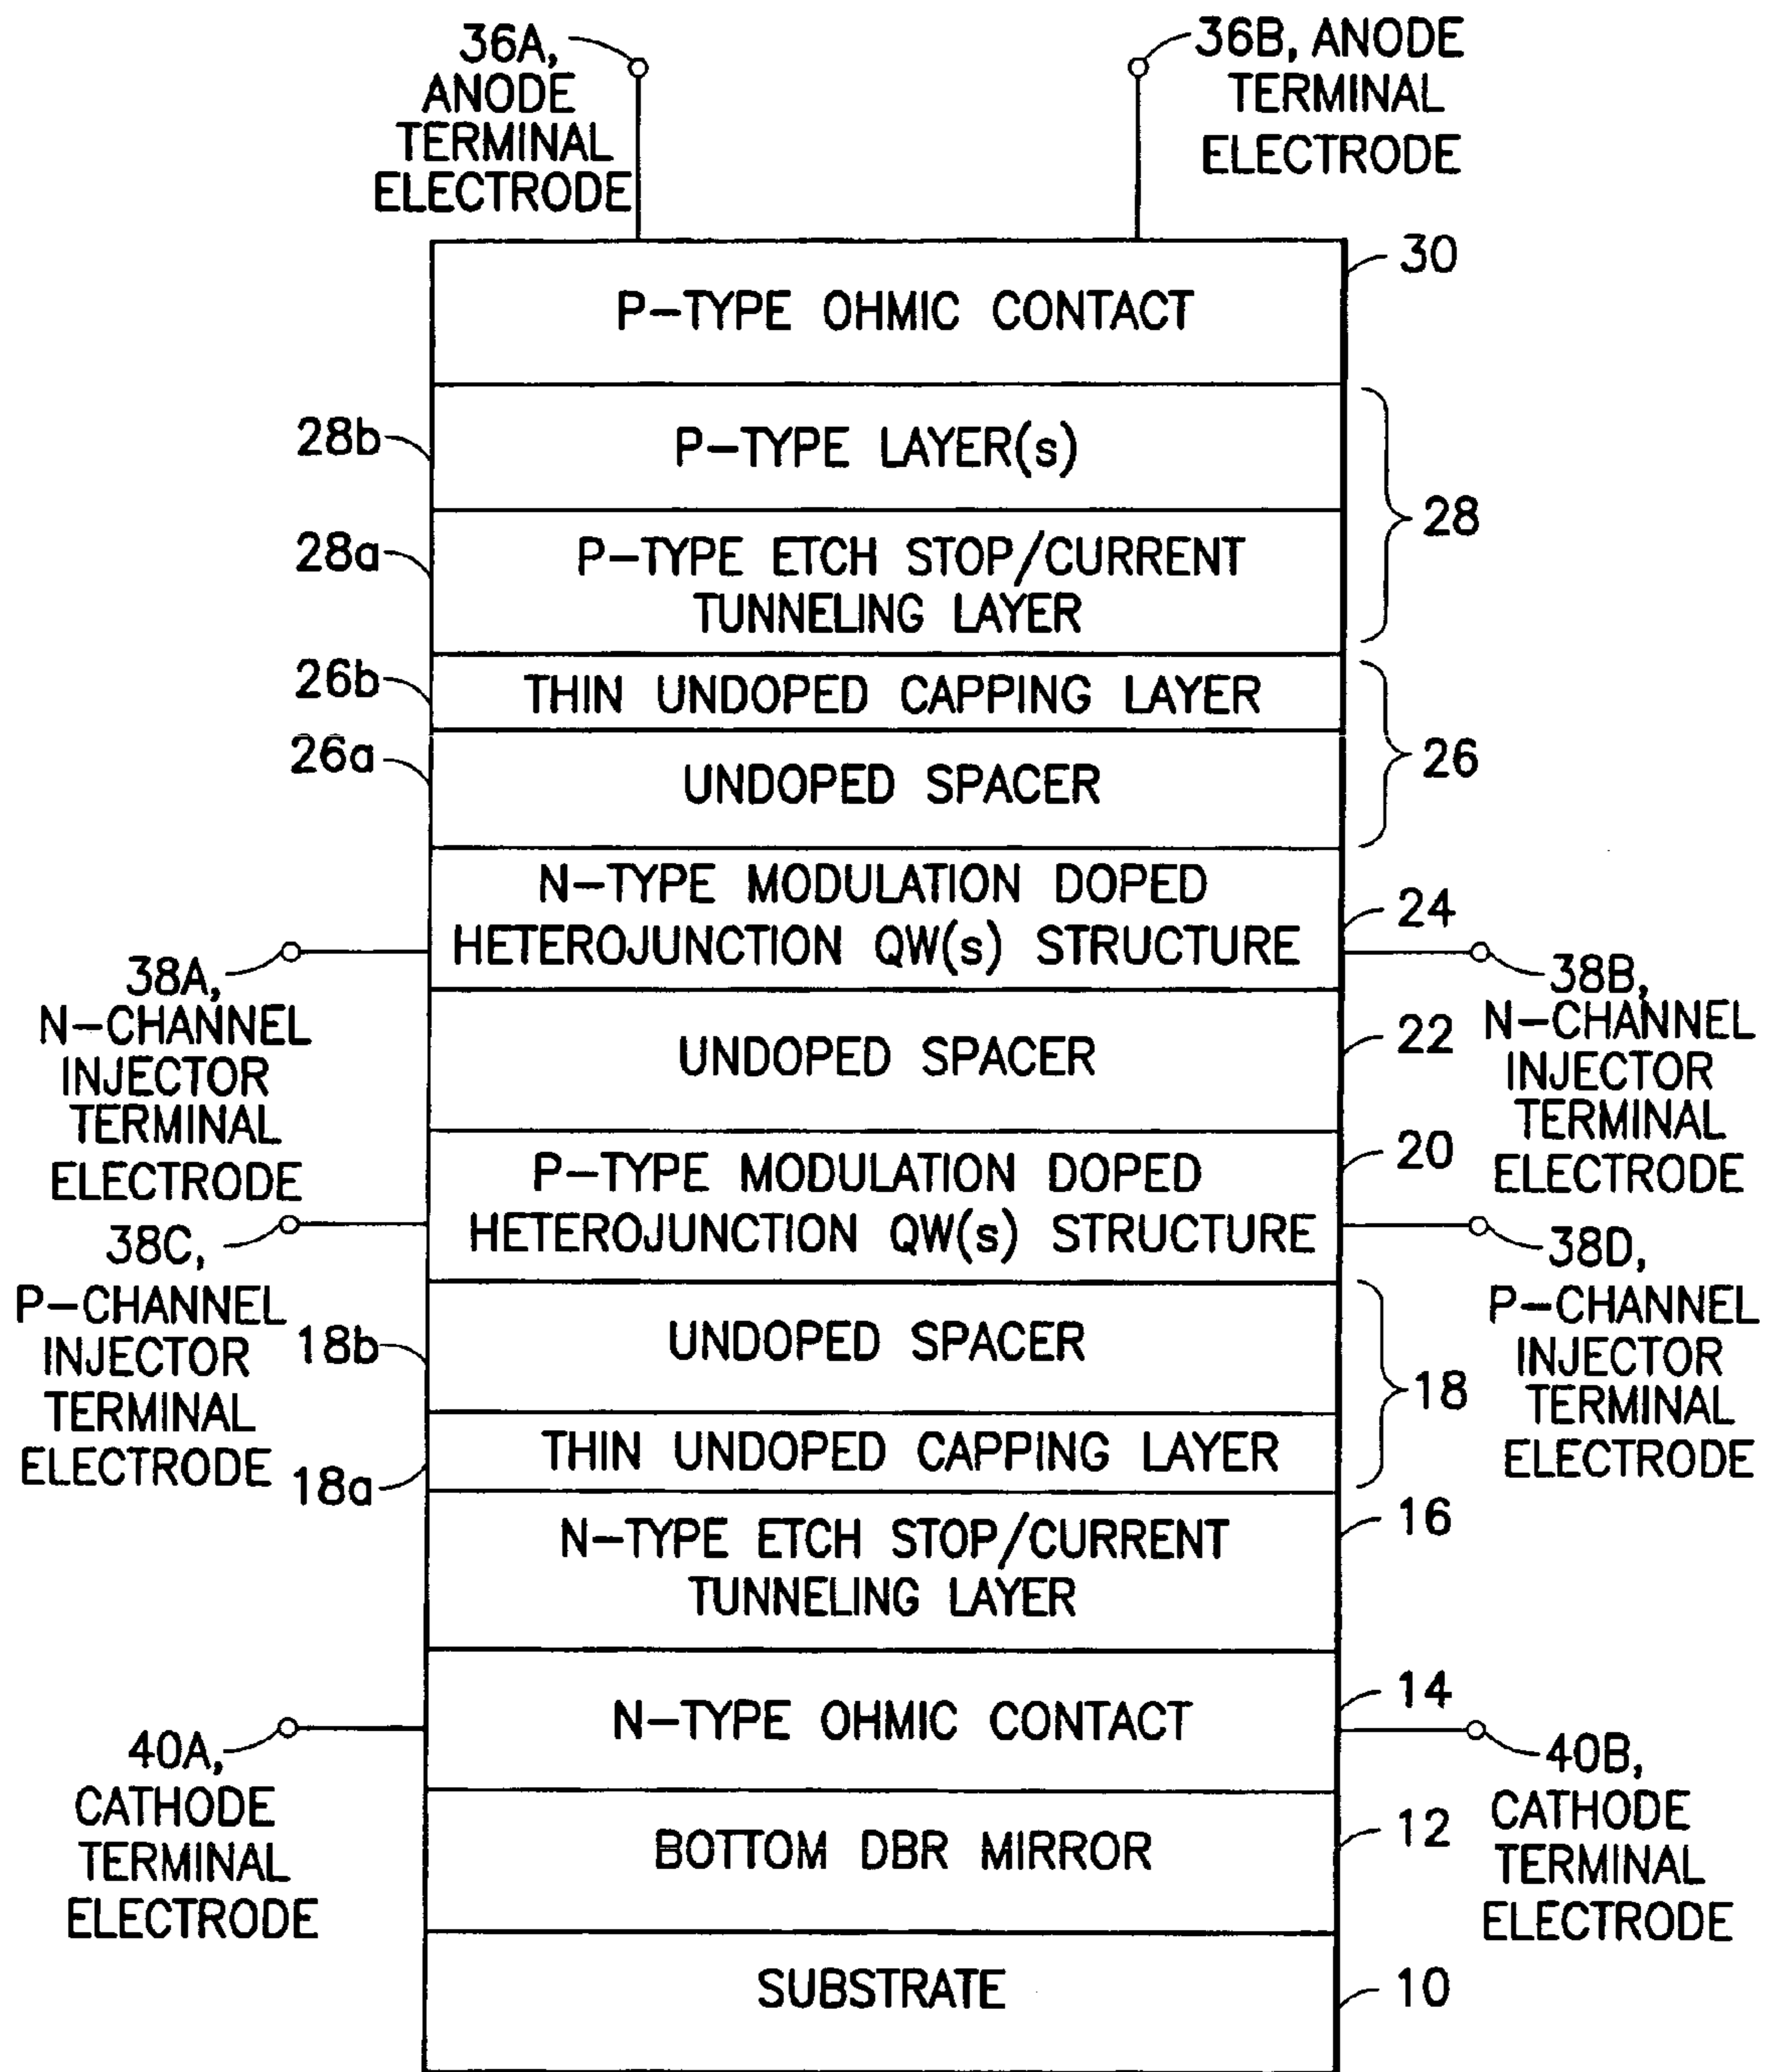 36A,
ANODE
TERMINAL
ELECTRODE
36B, ANODE
TERMINAL
ELECTRODE
30
P-TYPE OHMIC CONTACT
28b
P-TYPE LAYER(s)
28
28a
P-TYPE ETCH STOP/CURRENT
TUNNELING LAYER
26b
THIN UNDOPED CAPPING LAYER
26
26a
UNDOPED SPACER
N-TYPE MODULATION DOPED
HETEROJUNCTION QW(s) STRUCTURE
24
38A,
N-CHANNEL
INJECTOR
TERMINAL
ELECTRODE
38B,
N-CHANNEL
INJECTOR
TERMINAL
ELECTRODE
UNDOPED SPACER
22
P-TYPE MODULATION DOPED
HETEROJUNCTION QW(s) STRUCTURE
20
38C,
P-CHANNEL
INJECTOR
TERMINAL
ELECTRODE
38D,
P-CHANNEL
INJECTOR
TERMINAL
ELECTRODE
18b
UNDOPED SPACER
18
18a
THIN UNDOPED CAPPING LAYER
N-TYPE ETCH STOP/CURRENT
TUNNELING LAYER
16
N-TYPE OHMIC CONTACT
14
40A,
CATHODE
TERMINAL
ELECTRODE
40B,
CATHODE
TERMINAL
ELECTRODE
BOTTOM DBR MIRROR
12
SUBSTRATE
10